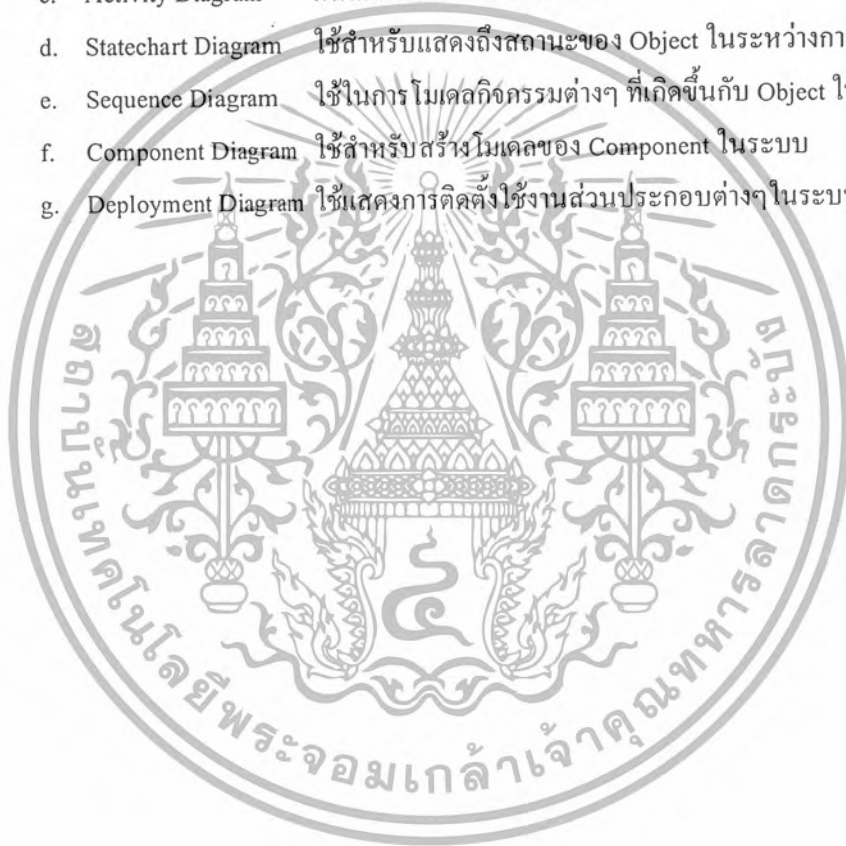 d. Statechart Diagram ใช้สำหรับแสดงถึงสถานะของ Object ในระหว่างกา
e. Sequence Diagram ใช้ในการโมเดลกิจกรรมต่างๆ ที่เกิดขึ้นกับ Object ใ
f. Component Diagram ใช้สำหรับสร้างโมเดลของ Component ในระบบ
g. Deployment Diagram ใช้แสดงการติดตั้งใช้งานส่วนประกอบต่างๆในระบ
สถาบันเทคโนโลยีพระจอมเกล้าเจ้าคุณทหารลาดกระบัง
๔